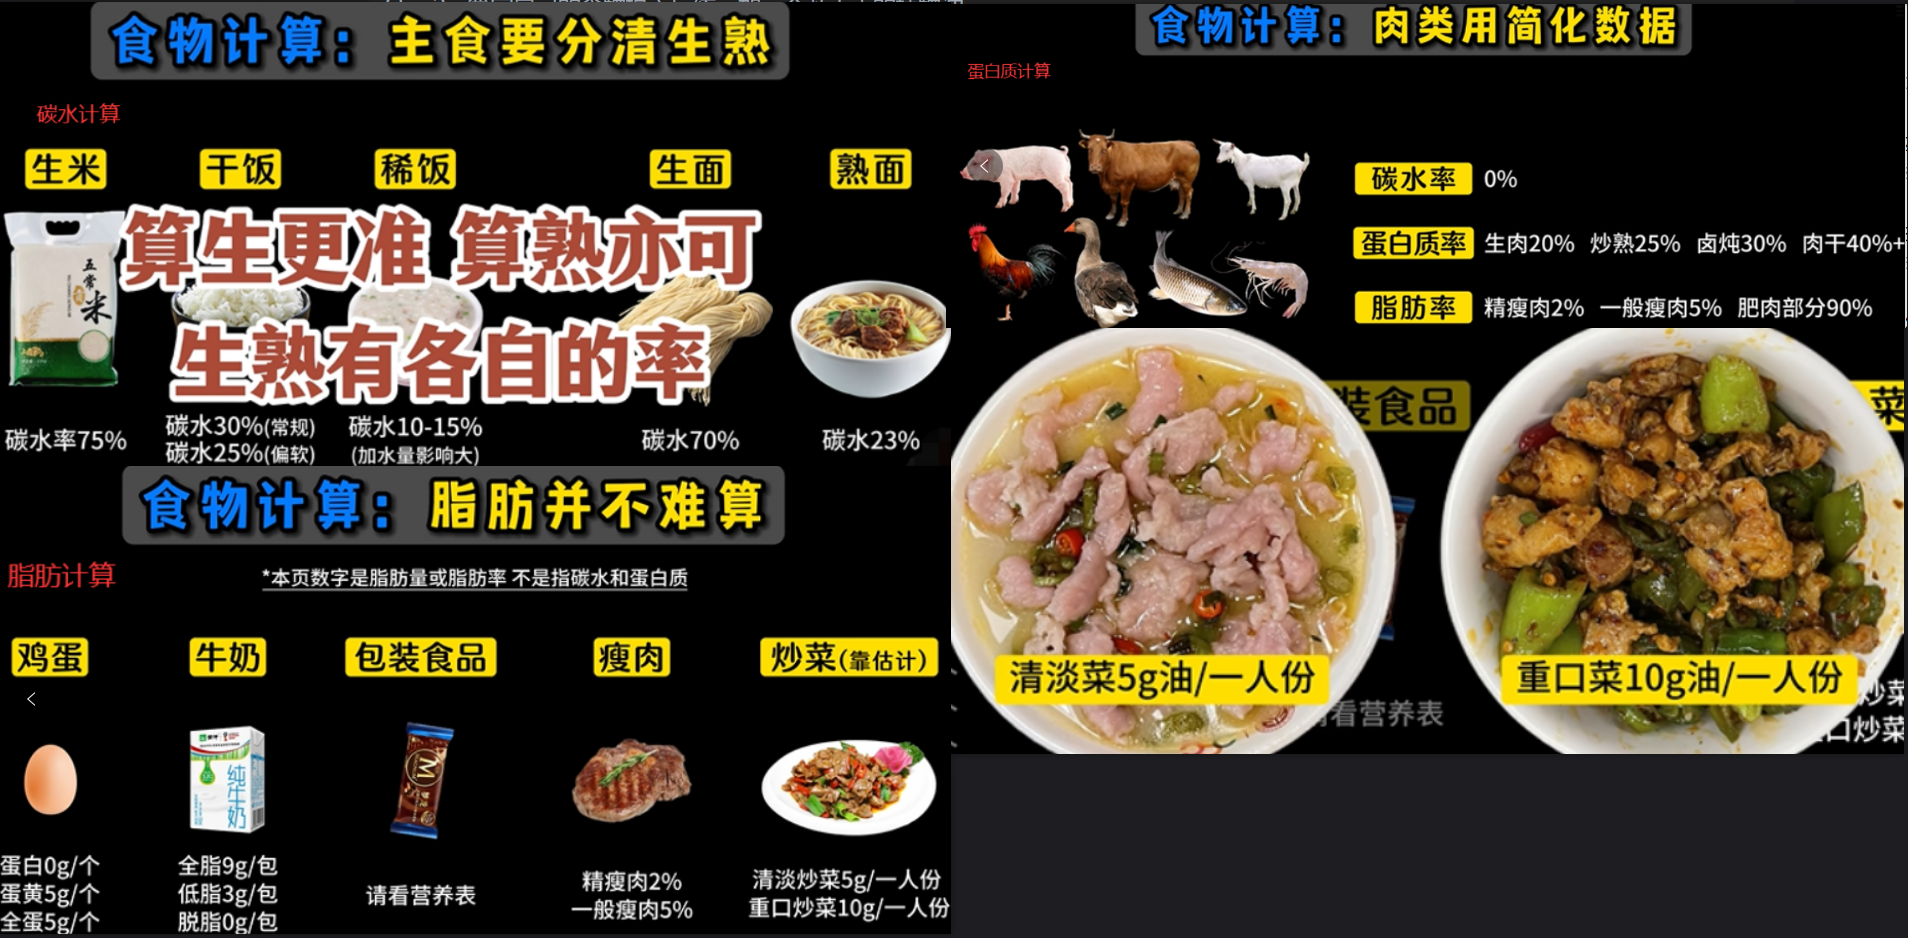 食物计算：主食要分清生熟
碳水计算
生米
干饭
稀饭
生面
熟面
算生更准 算熟亦可
生熟有各自的率
五常
米
碳水率75%
碳水30%(常规)
碳水25%(偏软)
碳水10-15%
(加水量影响大)
碳水70%
碳水23%
食物计算：脂肪并不难算
脂肪计算
*本页数字是脂肪量或脂肪率 不是指碳水和蛋白质
鸡蛋
牛奶
包装食品
瘦肉
炒菜(靠估计)
纯牛奶
蛋白0g/个
蛋黄5g/个
全蛋5g/个
全脂9g/包
低脂3g/包
脱脂0g/包
请看营养表
精瘦肉2%
一般瘦肉5%
清淡炒菜5g/一人份
重口炒菜10g/一人份
食物计算：肉类用简化数据
蛋白质计算
碳水率 0%
蛋白质率 生肉20% 炒熟25% 卤炖30% 肉干40%+
脂肪率 精瘦肉2% 一般瘦肉5% 肥肉部分90%
装食品
菜
清淡菜5g油/一人份
重口菜10g油/一人份
看营养表
炒菜
口炒菜